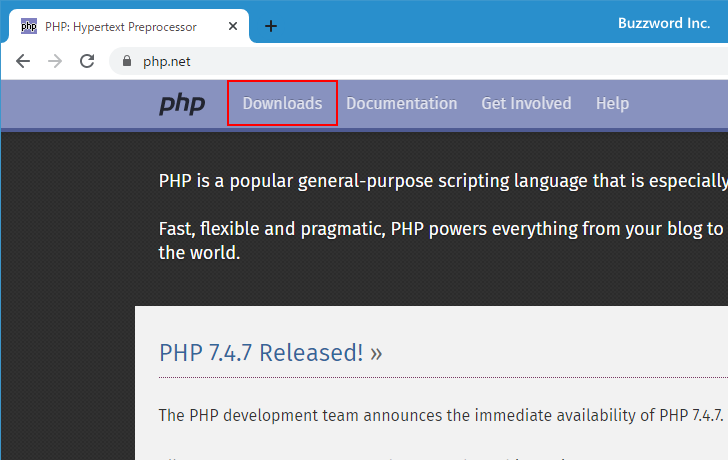 php PHP: Hypertext Preprocessor
Buzzword Inc.
php.net
php Downloads Documentation Get Involved Help
PHP is a popular general-purpose scripting language that is especially
Fast, flexible and pragmatic, PHP powers everything from your blog to
the world.
PHP 7.4.7 Released! »
The PHP development team announces the immediate availability of PHP 7.4.7.